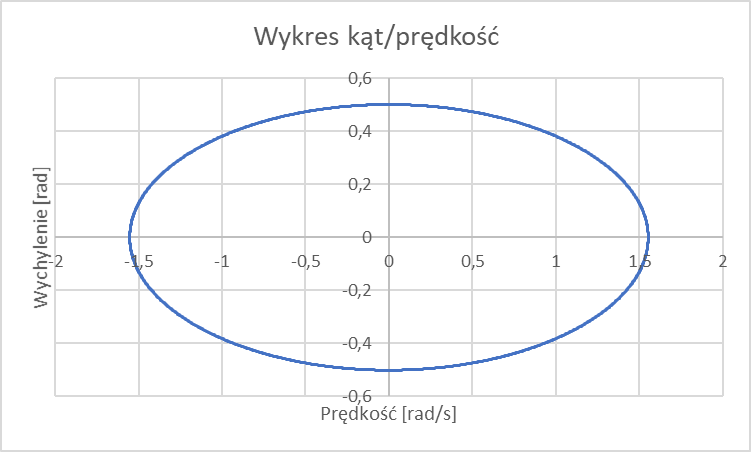 Wykres kąt/prędkość
0,6
0,4
0,2
0
-0,2
-0,4
-0,6
-2 -1,5 -1 -0,5 0 0,5 1 1,5 2
Wychylenie [rad]
Prędkość [rad/s]